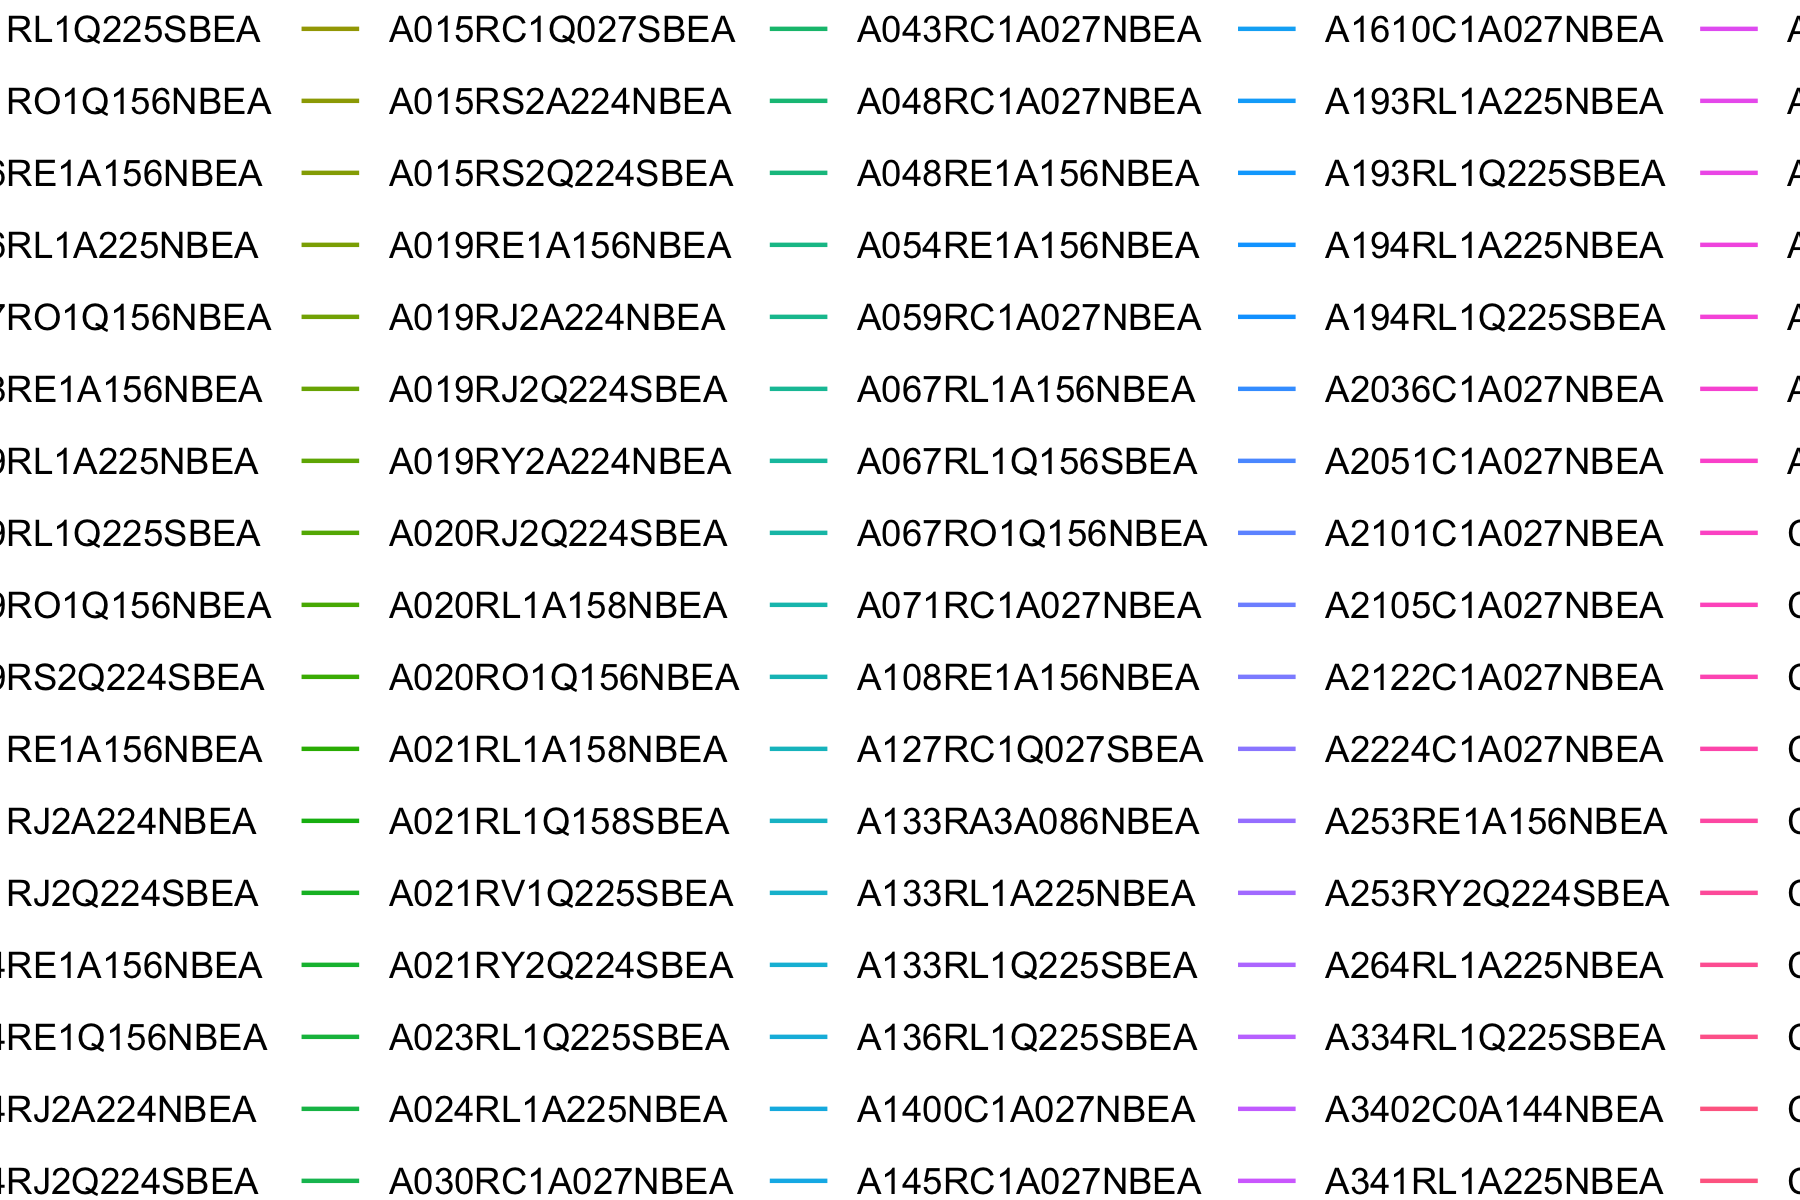 RL1Q225SBEA A015RC1Q027SBEA A043RC1A027NBEA A1610C1A027NBEA
RO1Q156NBEA A015RS2A224NBEA A048RC1A027NBEA A193RL1A225NBEA
RE1A156NBEA A015RS2Q224SBEA A048RE1A156NBEA A193RL1Q225SBEA
RL1A225NBEA A019RE1A156NBEA A054RE1A156NBEA A194RL1A225NBEA
RO1Q156NBEA A019RJ2A224NBEA A059RC1A027NBEA A194RL1Q225SBEA
RE1A156NBEA A019RJ2Q224SBEA A067RL1A156NBEA A2036C1A027NBEA
RL1A225NBEA A019RY2A224NBEA A067RL1Q156SBEA A2051C1A027NBEA
RL1Q225SBEA A020RJ2Q224SBEA A067RO1Q156NBEA A2101C1A027NBEA
RO1Q156NBEA A020RL1A158NBEA A071RC1A027NBEA A2105C1A027NBEA
RS2Q224SBEA A020RO1Q156NBEA A108RE1A156NBEA A2122C1A027NBEA
RE1A156NBEA A021RL1A158NBEA A127RC1Q027SBEA A2224C1A027NBEA
RJ2A224NBEA A021RL1Q158SBEA A133RA3A086NBEA A253RE1A156NBEA
RJ2Q224SBEA A021RV1Q225SBEA A133RL1A225NBEA A253RY2Q224SBEA
RE1A156NBEA A021RY2Q224SBEA A133RL1Q225SBEA A264RL1A225NBEA
RE1Q156NBEA A023RL1Q225SBEA A136RL1Q225SBEA A334RL1Q225SBEA
RJ2A224NBEA A024RL1A225NBEA A1400C1A027NBEA A3402C0A144NBEA
RJ2Q224SBEA A030RC1A027NBEA A145RC1A027NBEA A341RL1A225NBEA